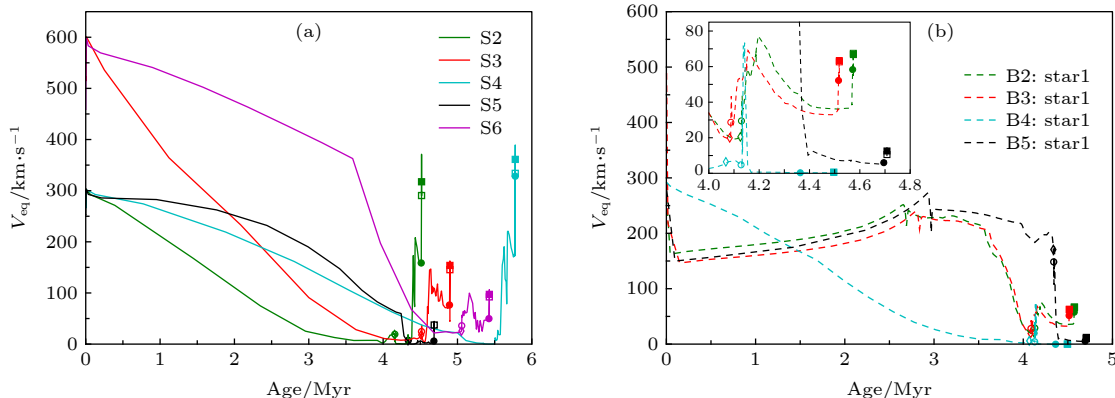 (a)
S2
S3
S4
S5
S6
600
500
400
300
200
100
0
0
1
2
3
4
5
6
Veq/km·s−1
Age/Myr
(b)
B2: star1
B3: star1
B4: star1
B5: star1
600
500
400
300
200
100
0
0
1
2
3
4
5
Veq/km·s−1
Age/Myr
80
60
40
20
0
4.0
4.2
4.4
4.6
4.8